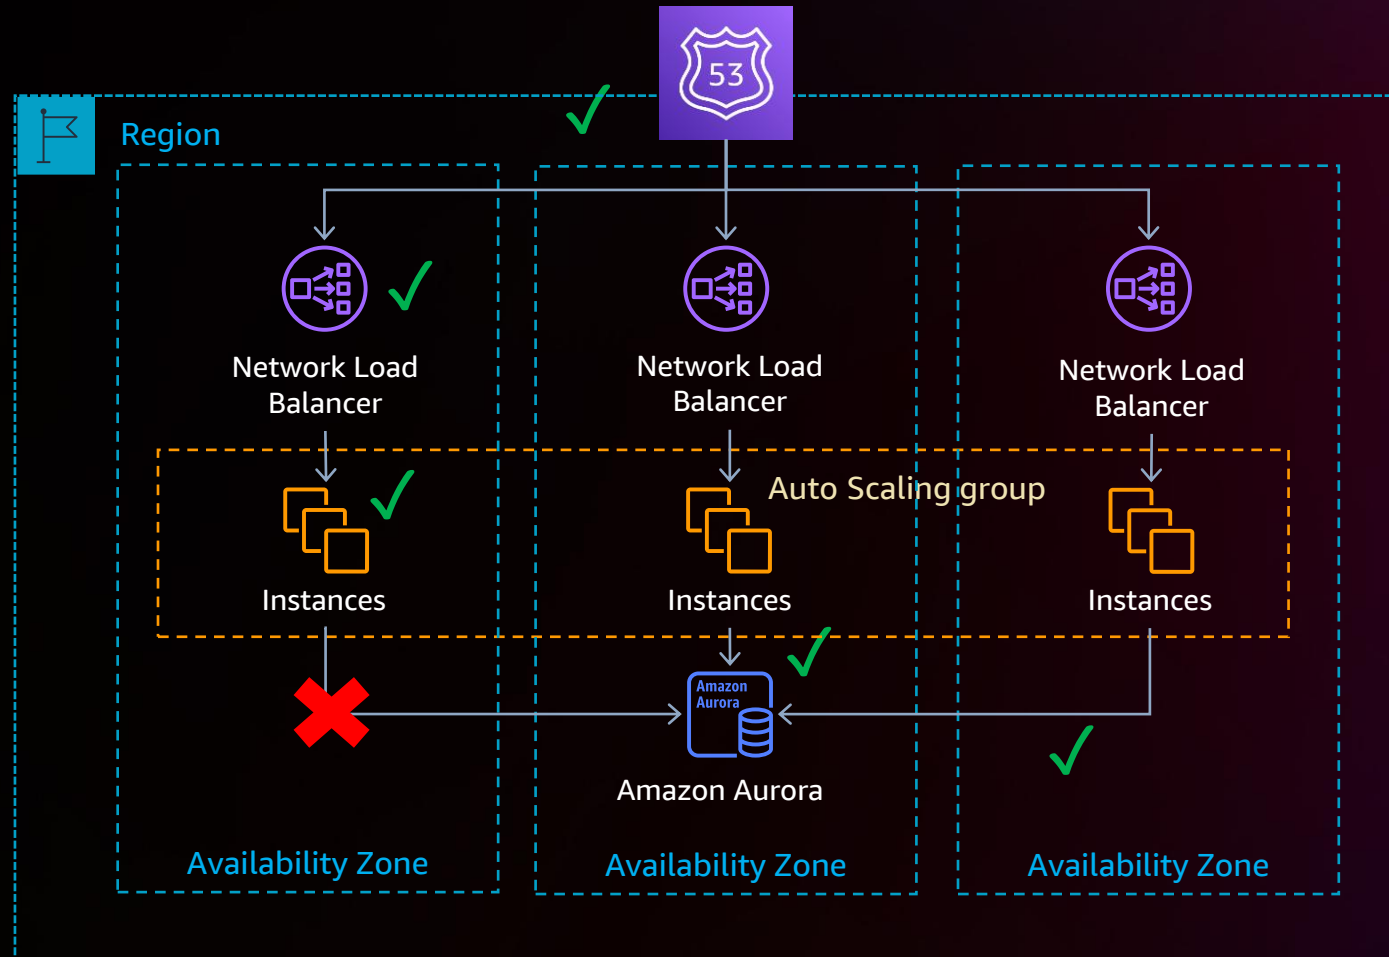 53
Region
Network Load
Balancer
Network Load
Balancer
Network Load
Balancer
Auto Scaling group
Instances
Instances
Instances
Amazon
Aurora
Amazon Aurora
Availability Zone
Availability Zone
Availability Zone